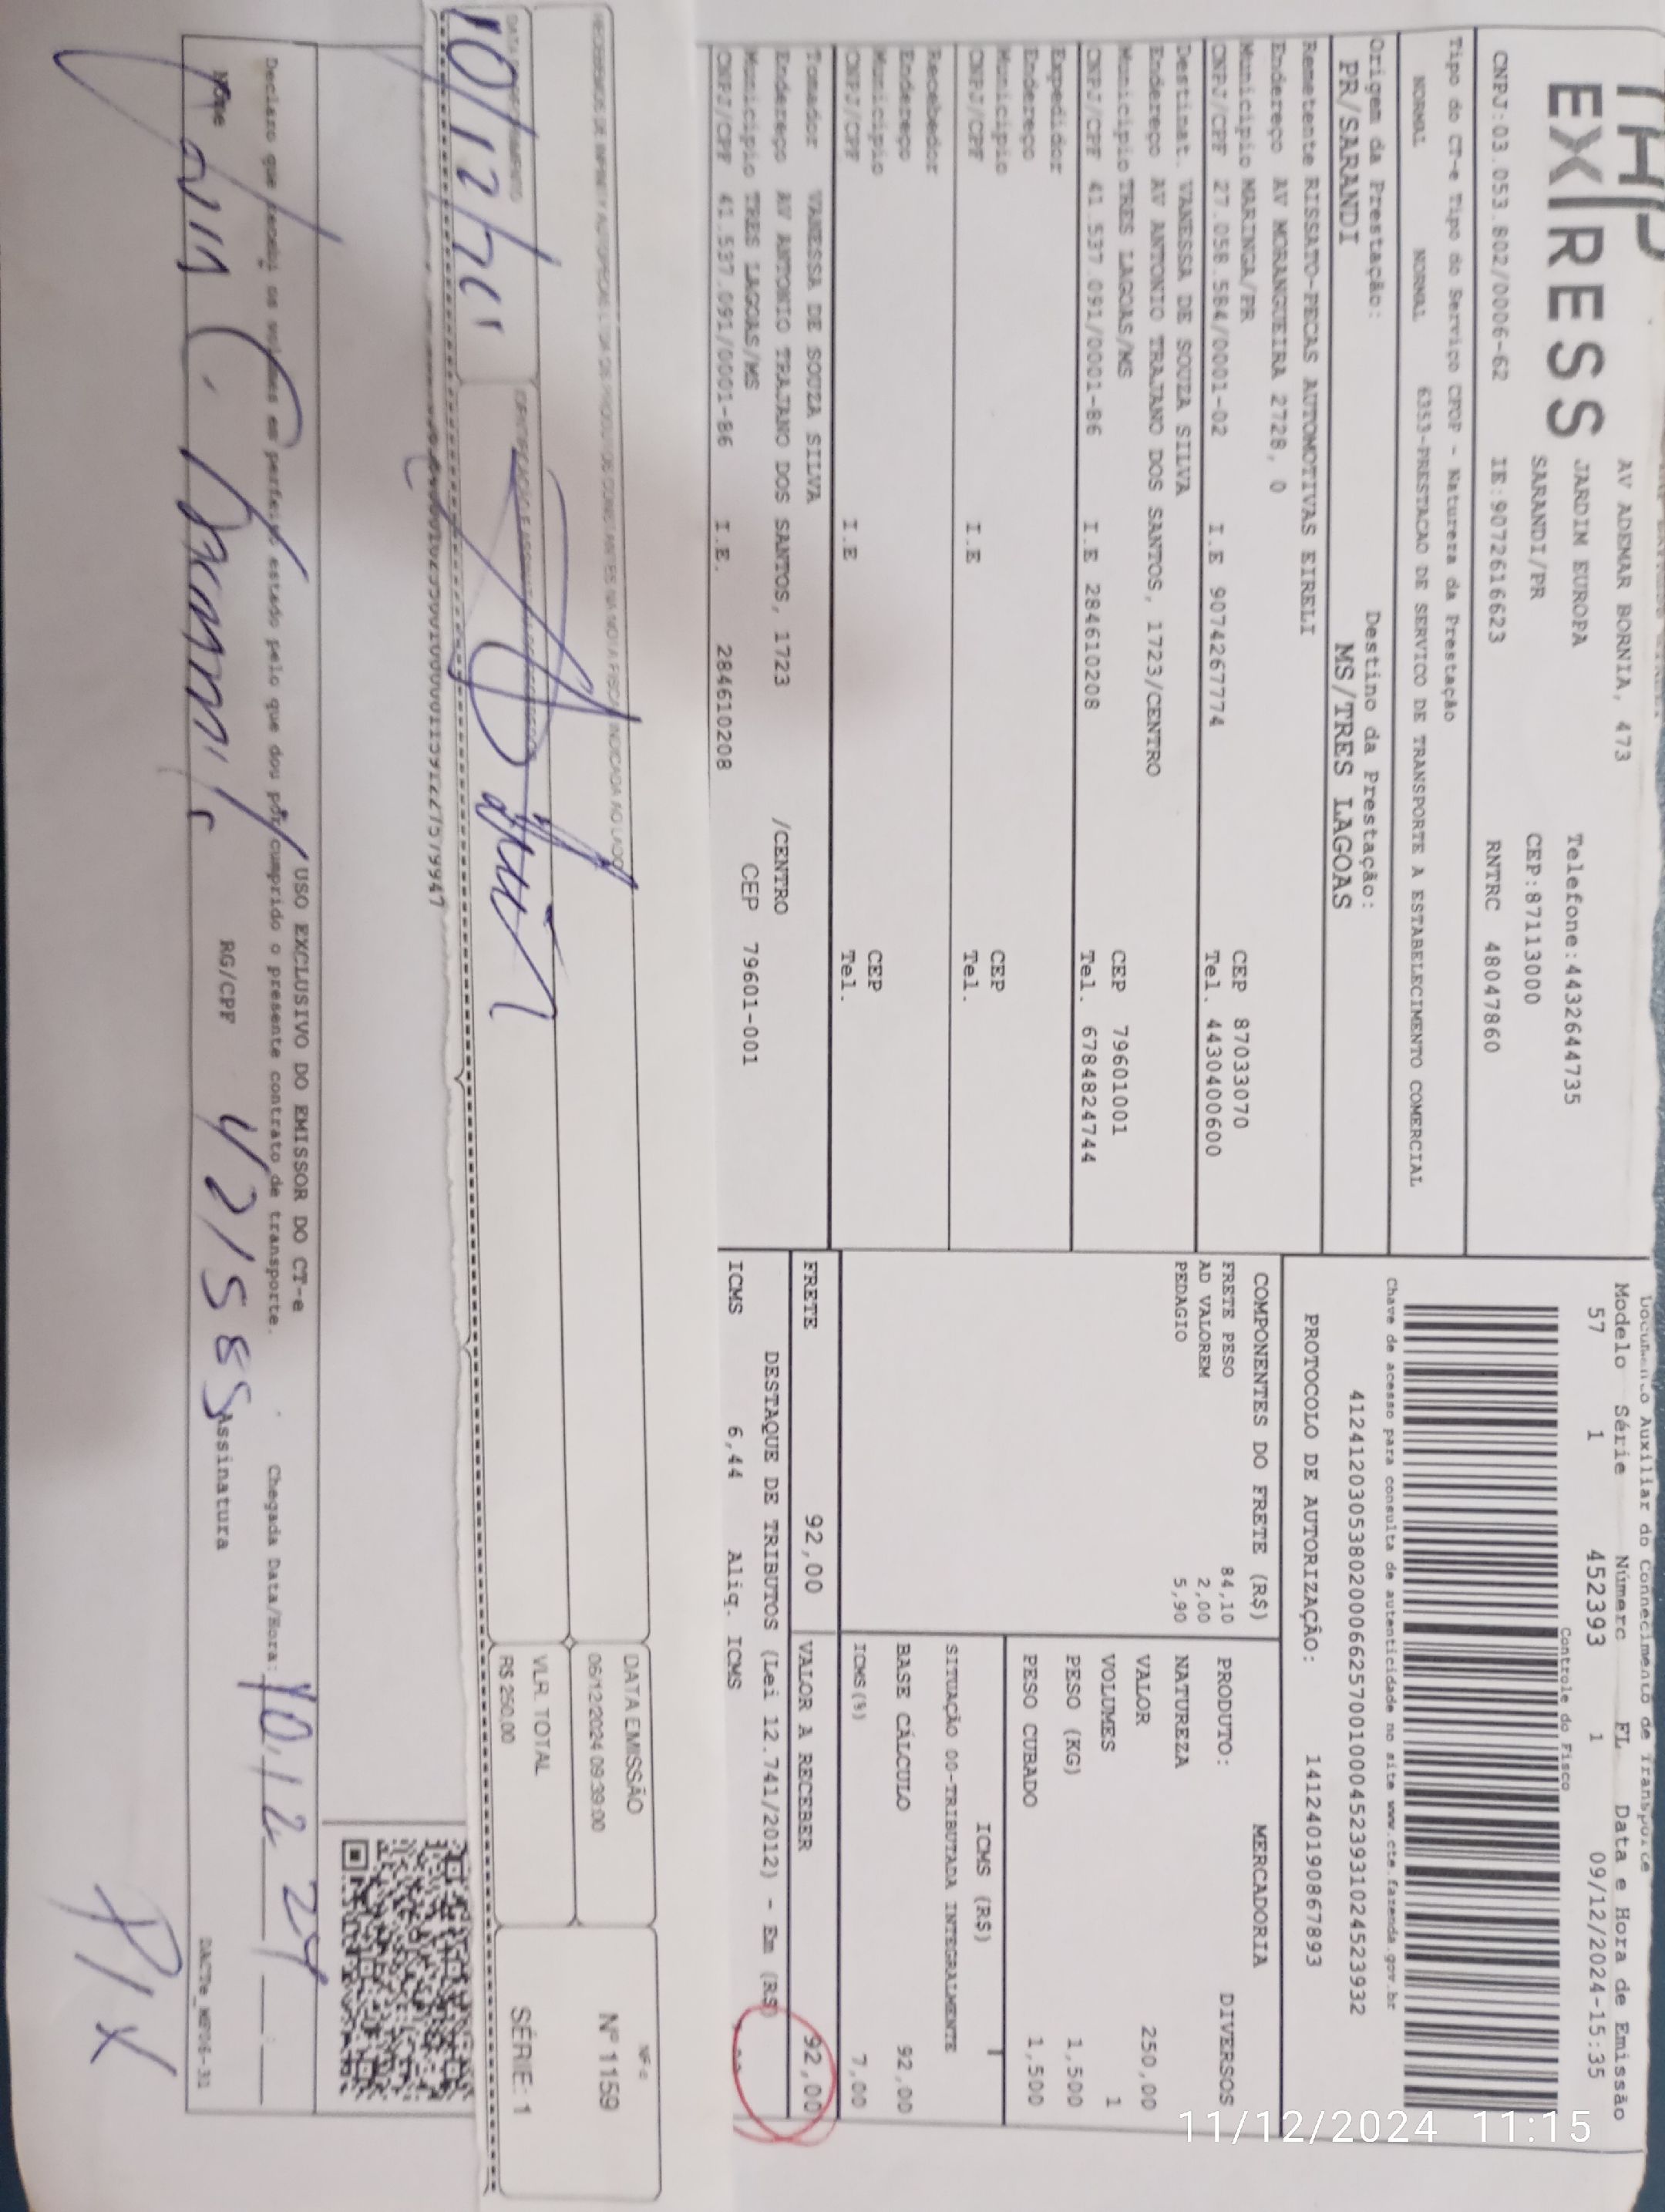 THP
EXPRESS
AV ADEMAR BORNIA, 473
JARDIM EUROPA
Telefone:4432644735
SARANDI/PR
CEP:87113000
CNPJ:03.053.802/0006-62 IE:9072616623 RNTRC 48047860
Documento Auxiliar do Conhecimento de Transporte
Modelo Série Número FL Data e Hora de Emissão
57 1 452393 1 09/12/2024-15:35
Controle do Fisco
Chave de acesso para consulta de autenticidade no site www.cte.fazenda.gov.br
41241203053802000662570010004523931024523932
PROTOCOLO DE AUTORIZAÇÃO: 141240190867893
Tipo do CT-e Tipo do Serviço CFOP - Natureza da Prestação
NORMAL NORMAL 6353-PRESTACAO DE SERVICO DE TRANSPORTE A ESTABELECIMENTO COMERCIAL
Origem da Prestação: Destino da Prestação:
PR/SARANDI MS/TRES LAGOAS
Remetente RISSATO-PECAS AUTOMOTIVAS EIRELI
Endereço AV MORANGUEIRA 2728, 0
Municipio MARINGA/PR CEP 87033070
CNPJ/CPF 27.058.584/0001-02 I.E 9074267774 Tel. 4430400600
Destinat. VANESSA DE SOUZA SILVA
Endereço AV ANTONIO TRAJANO DOS SANTOS, 1723/CENTRO
Municipio TRES LAGOAS/MS CEP 79601001
CNPJ/CPF 41.537.091/0001-86 I.E 284610208 Tel. 6784824744
Expedidor
Endereço
Municipio CEP
CNPJ/CPF I.E Tel.
Recebedor
Endereço
Municipio CEP
CNPJ/CPF I.E Tel.
Tomador VANESSA DE SOUZA SILVA
Endereço AV ANTONIO TRAJANO DOS SANTOS, 1723 /CENTRO
Municipio TRES LAGOAS/MS CEP 79601-001
CNPJ/CPF 41.537.091/0001-86 I.E. 284610208
COMPONENTES DO FRETE (R$)
FRETE PESO 84,10
AD VALOREM 2,00
PEDAGIO 5,90
MERCADORIA
PRODUTO: DIVERSOS
NATUREZA
VALOR 250,00
VOLUMES 1
PESO (KG) 1,500
PESO CUBADO 1,500
ICMS (R$)
SITUAÇÃO 00-TRIBUTADA INTEGRALMENTE
BASE CÁLCULO 92,00
ICMS(%) 7,00
FRETE 92,00 VALOR A RECEBER 92,00
DESTAQUE DE TRIBUTOS (Lei 12.741/2012) - Em (R$)
ICMS 6,44 Aliq. ICMS
DATA EMISSÃO
06/12/2024 09:39:00
VLR. TOTAL
R$ 250,00
NF-e
Nº 1159
SÉRIE: 1
10/12/
USO EXCLUSIVO DO EMISSOR DO CT-e
Declaro que recebi os volumes em perfeito estado pelo que dou por cumprido o presente contrato de transporte.
Chegada Data/Hora: 10/12 24
Nome RG/CPF 421585 Assinatura
DACTe_MP06-31
PIX
11/12/2024 11:15